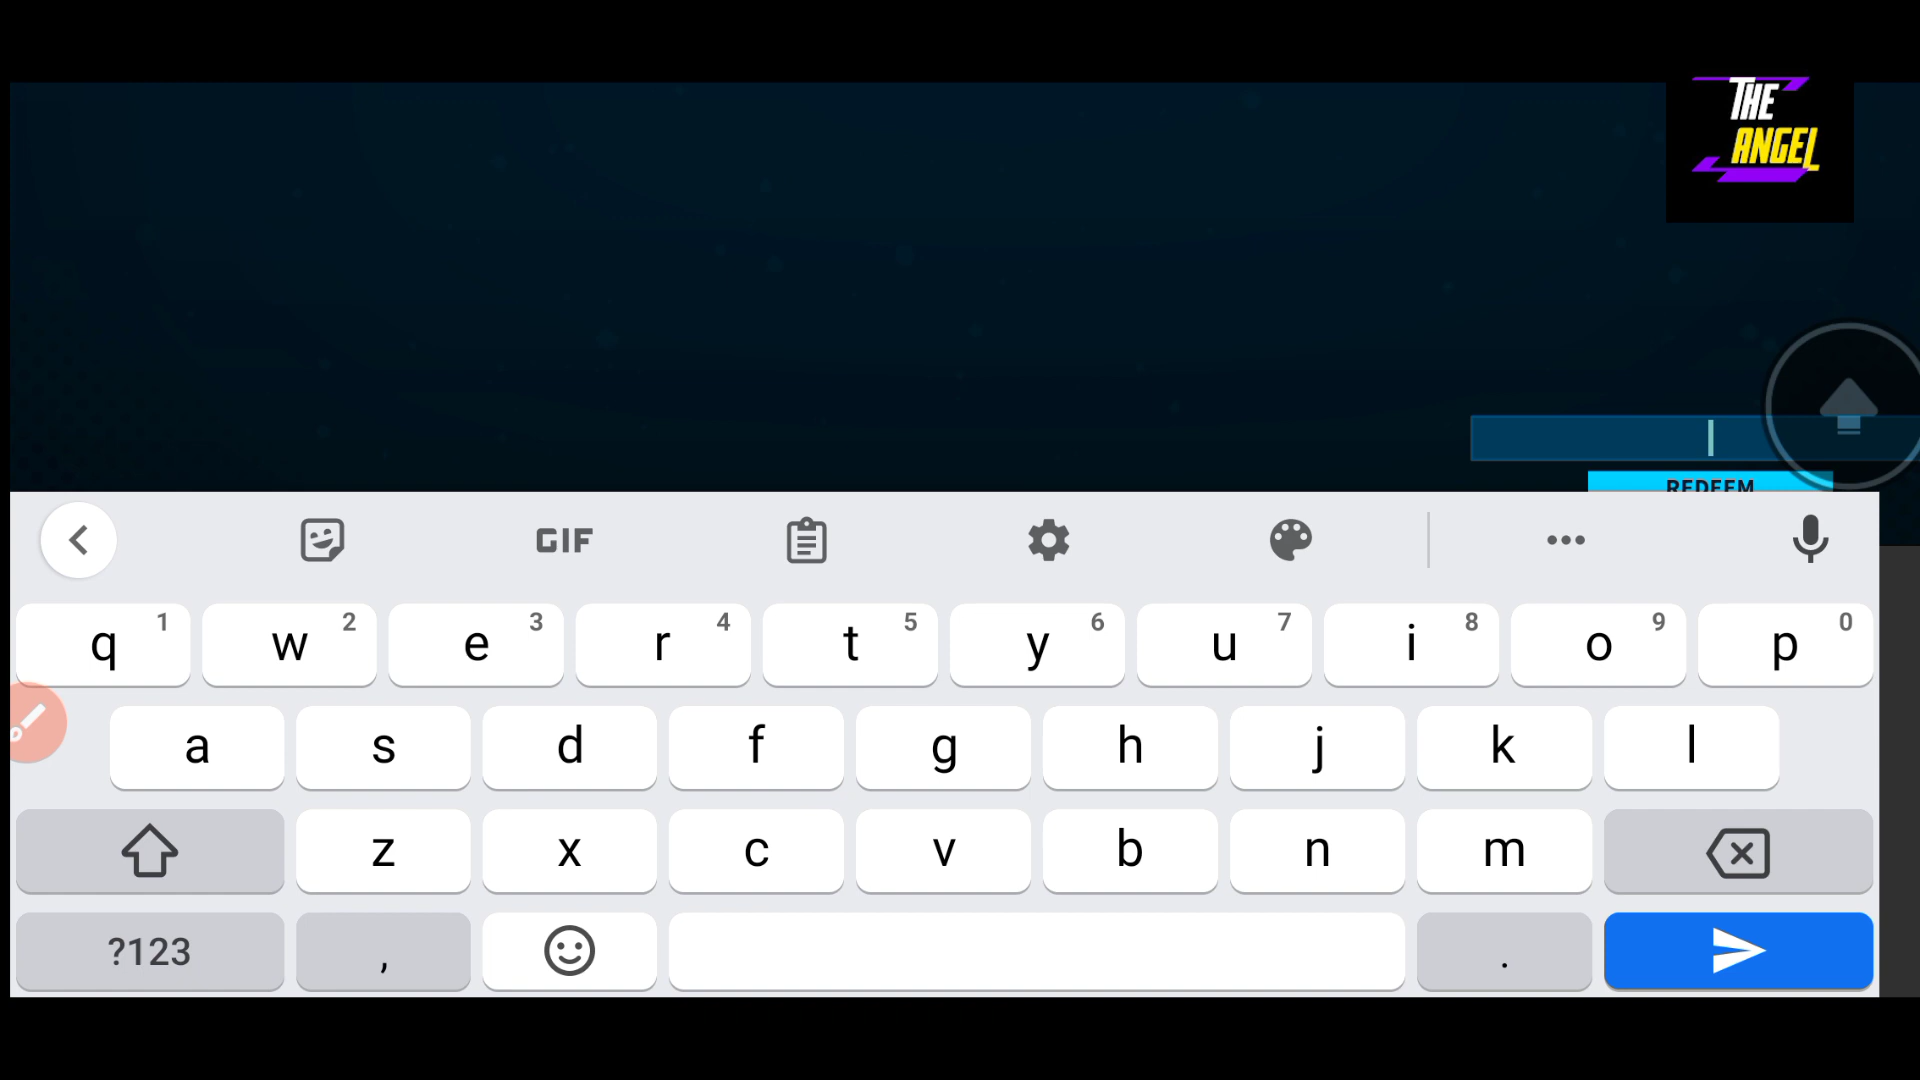 THE
ANGEL
REDEEM
GIF
q 1 w 2 e 3 r 4 t 5 y 6 u 7 i 8 o 9 p 0
a s d f g h j k l
z x c v b n m
?123 , .